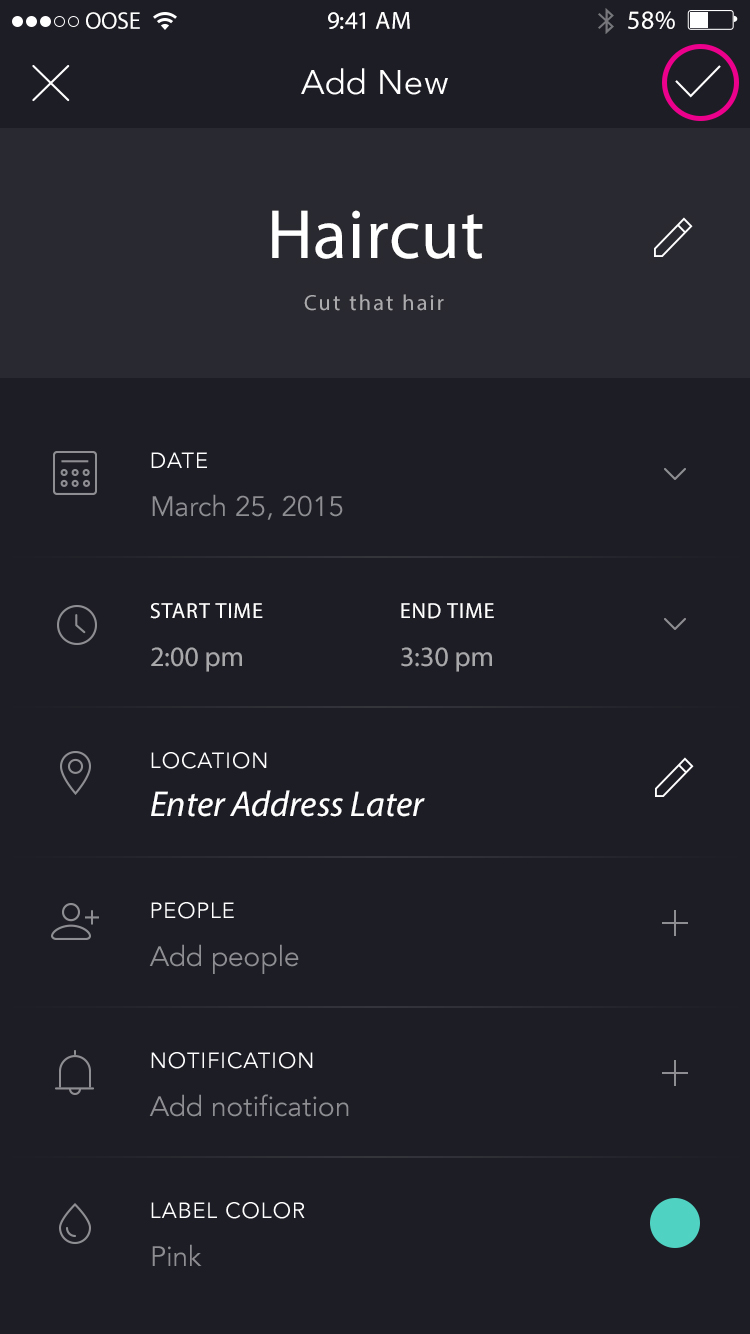 OOSE 9:41 AM 58%
Add New
Haircut
Cut that hair
DATE
March 25, 2015
START TIME END TIME
2:00 pm 3:30 pm
LOCATION
Enter Address Later
PEOPLE
Add people
NOTIFICATION
Add notification
LABEL COLOR
Pink